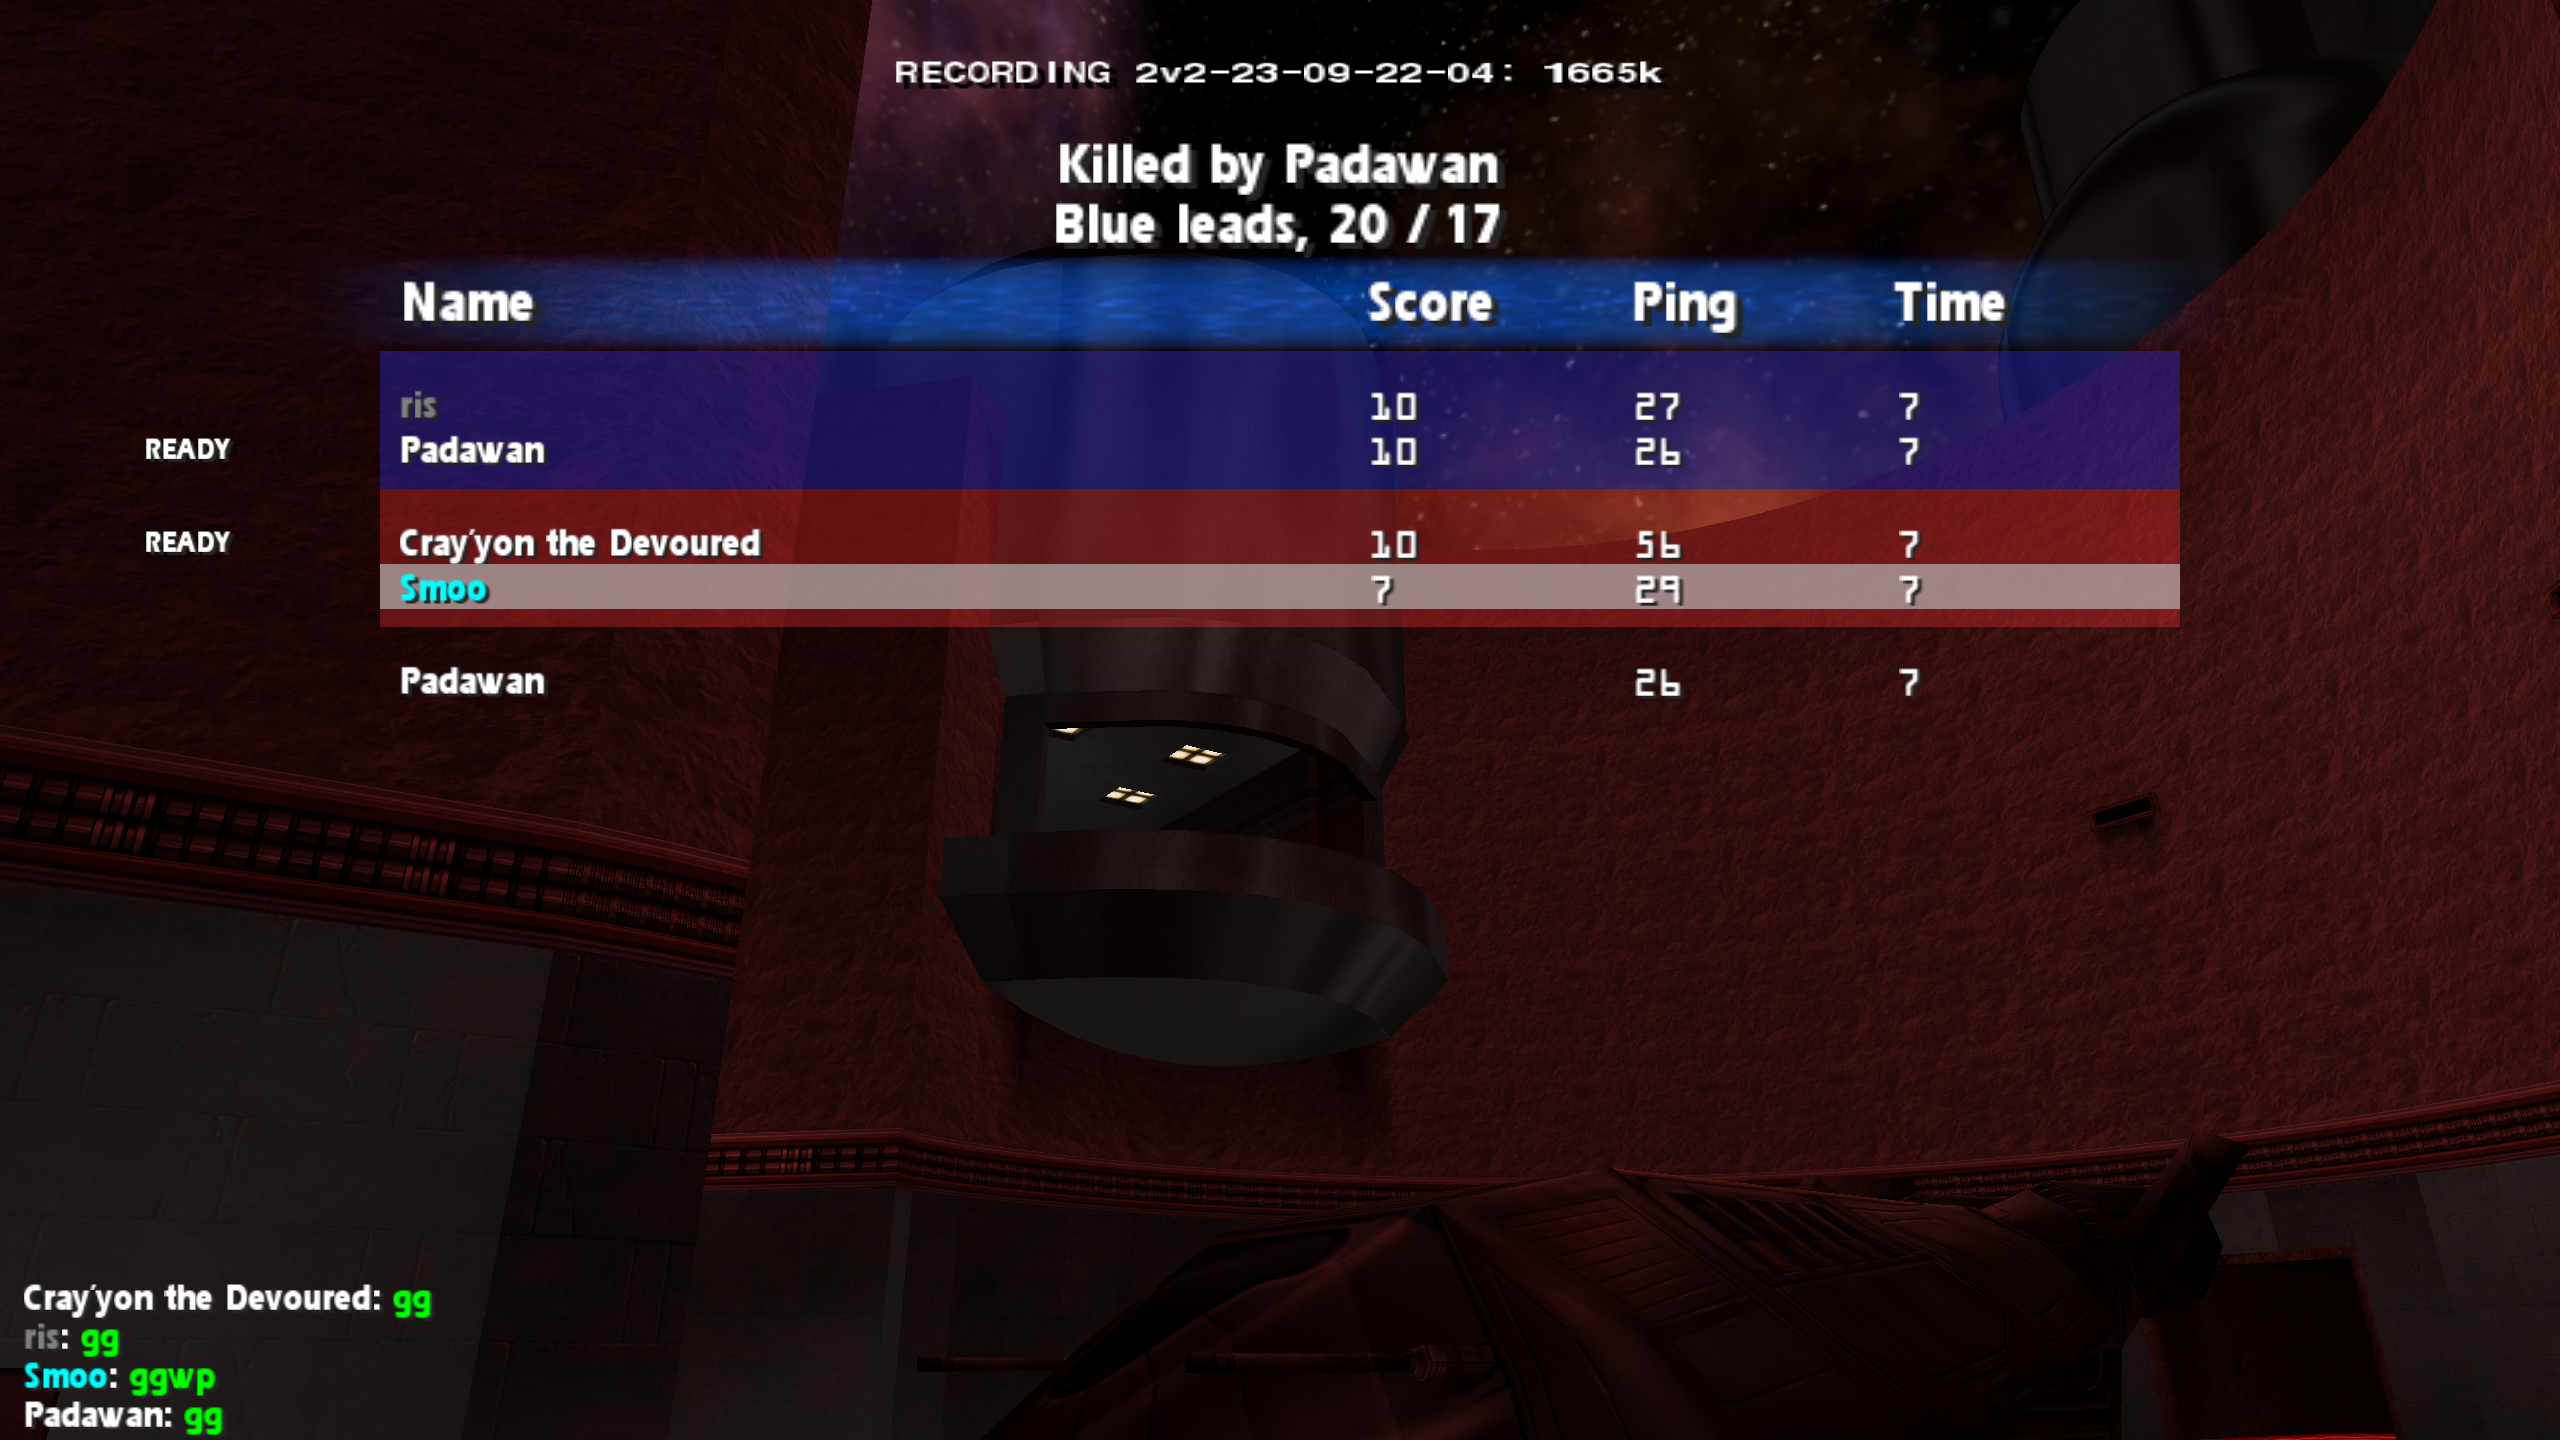 RECORDING 2v2-23-09-22-04: 1665k
Killed by Padawan
Blue leads, 20 / 17
Name Score Ping Time
ris 10 27 7
READY Padawan 10 26 7
READY Cray'yon the Devoured 10 56 7
Smoo 7 29 7
Padawan 26 7
Cray'yon the Devoured: gg
ris: gg
Smoo: ggwp
Padawan: gg